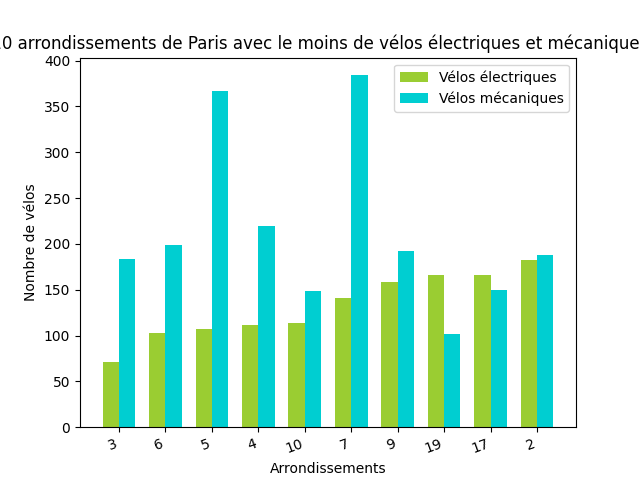 0 arrondissements de Paris avec le moins de vélos électriques et mécanique
Vélos électriques
Vélos mécaniques
Nombre de vélos
400
350
300
250
200
150
100
50
0
3 6 5 4 10 7 9 19 17 2
Arrondissements